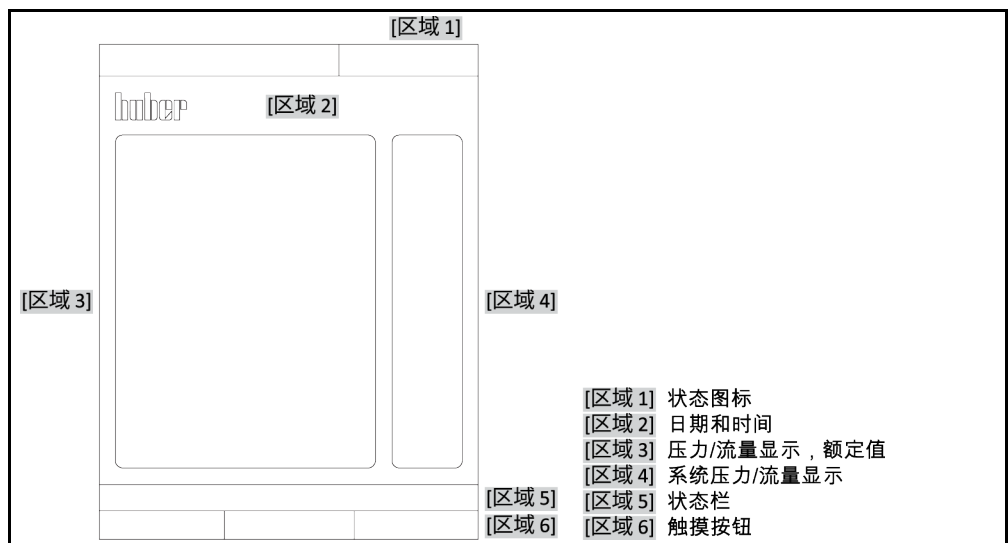 [区域 1]
huber
[区域 2]
[区域 3]
[区域 4]
[区域 5]
[区域 6]
[区域 1] 状态图标
[区域 2] 日期和时间
[区域 3] 压力/流量显示，额定值
[区域 4] 系统压力/流量显示
[区域 5] 状态栏
[区域 6] 触摸按钮